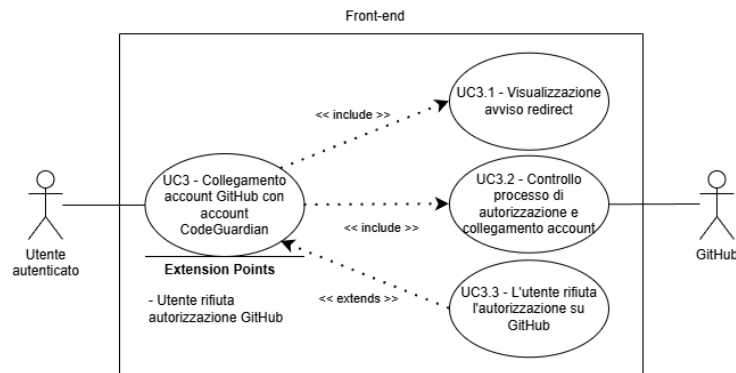 Front-end
UC3.1 - Visualizzazione
avviso redirect
<< include >>
UC3 - Collegamento
account GitHub con
account
CodeGuardian
UC3.2 - Controllo
processo di
autorizzazione e
collegamento account
<< include >>
Utente
autenticato
GitHub
Extension Points
- Utente rifiuta
autorizzazione GitHub
<< extends >>
UC3.3 - L'utente rifiuta
l'autorizzazione su
GitHub